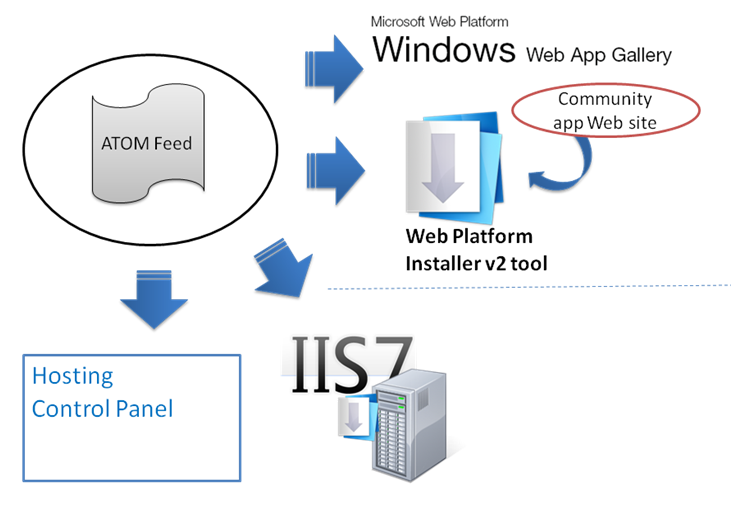 Microsoft Web Platform
Windows Web App Gallery
ATOM Feed
Community
app Web site
Web Platform
Installer v2 tool
Hosting
Control Panel
IIS7